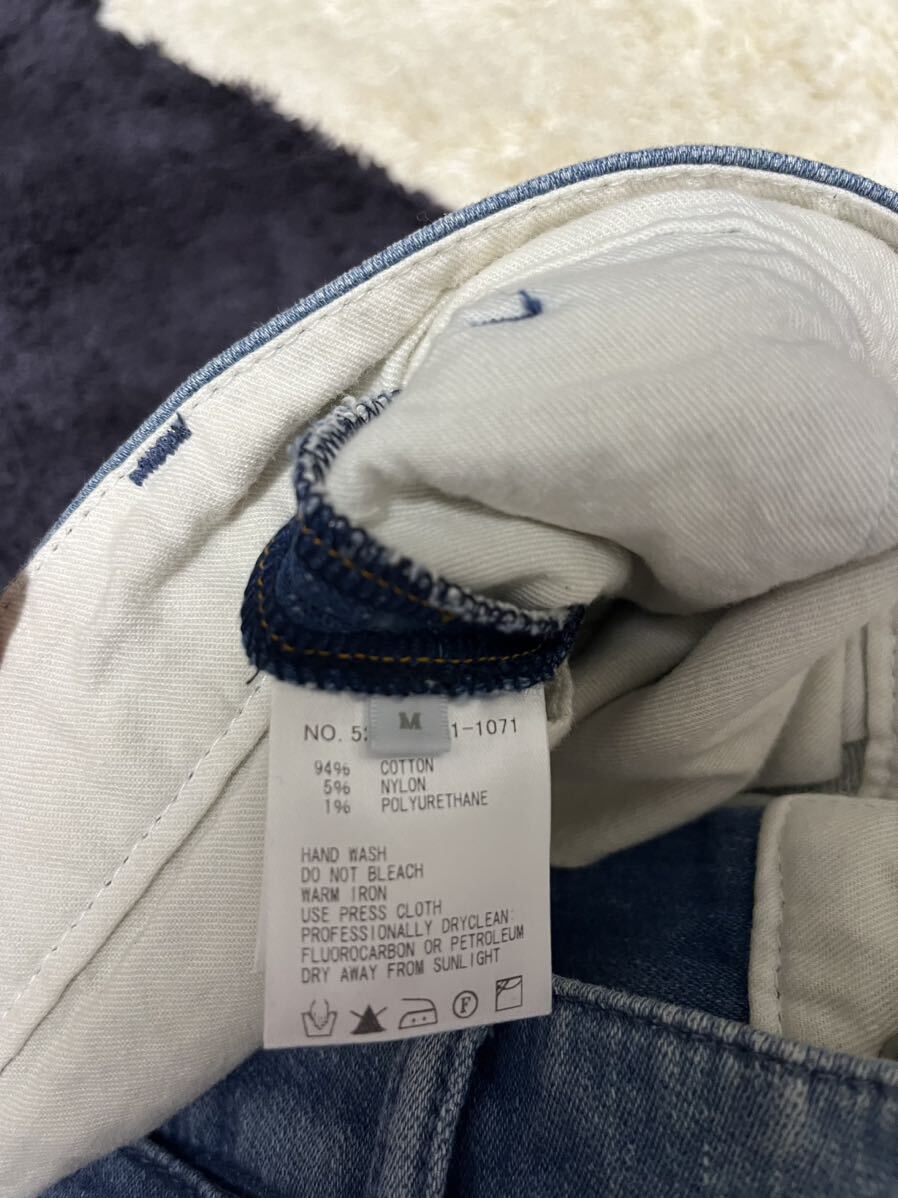 M
NO. 52 1-1071
94% COTTON
5% NYLON
1% POLYURETHANE
HAND WASH
DO NOT BLEACH
WARM IRON
USE PRESS CLOTH
PROFESSIONALLY DRYCLEAN:
FLUOROCARBON OR PETROLEUM
DRY AWAY FROM SUNLIGHT
F